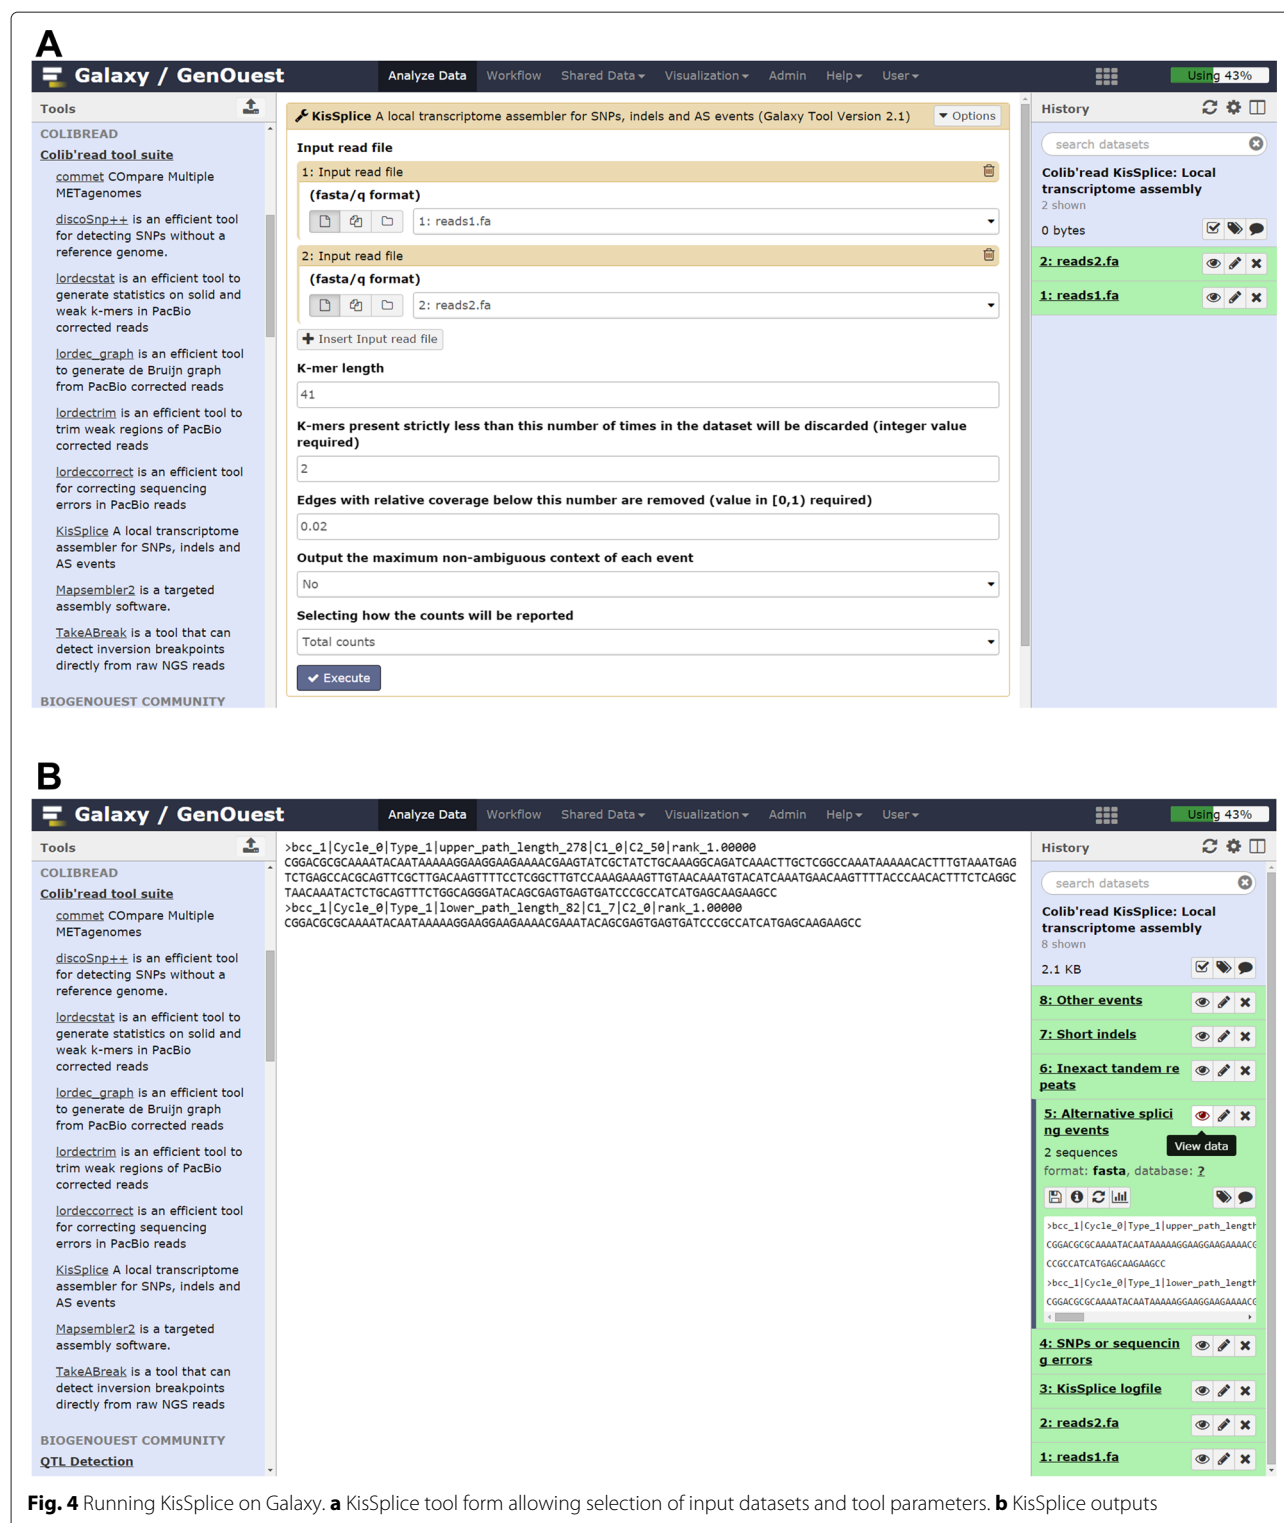 A
Galaxy / GenOuest
Analyze Data Workflow Shared Data Visualization Admin Help User
Using 43%
Tools
COLIBREAD
Colib'read tool suite
commet COmpare Multiple
METagenomes
discoSnp++ is an efficient tool
for detecting SNPs without a
reference genome.
lordecstat is an efficient tool to
generate statistics on solid and
weak k-mers in PacBio
corrected reads
lordec_graph is an efficient tool
to generate de Bruijn graph
from PacBio corrected reads
lordectrim is an efficient tool to
trim weak regions of PacBio
corrected reads
lordeccorrect is an efficient tool
for correcting sequencing
errors in PacBio reads
KisSplice A local transcriptome
assembler for SNPs, indels and
AS events
Mapsembler2 is a targeted
assembly software.
TakeABreak is a tool that can
detect inversion breakpoints
directly from raw NGS reads
BIOGENOUEST COMMUNITY
KisSplice A local transcriptome assembler for SNPs, indels and AS events (Galaxy Tool Version 2.1)
Options
Input read file
1: Input read file
(fasta/q format)
1: reads1.fa
2: Input read file
(fasta/q format)
2: reads2.fa
Insert Input read file
K-mer length
41
K-mers present strictly less than this number of times in the dataset will be discarded (integer value
required)
2
Edges with relative coverage below this number are removed (value in [0,1) required)
0.02
Output the maximum non-ambiguous context of each event
No
Selecting how the counts will be reported
Total counts
Execute
History
search datasets
Colib'read KisSplice: Local
transcriptome assembly
2 shown
0 bytes
2: reads2.fa
1: reads1.fa
B
Galaxy / GenOuest
Analyze Data Workflow Shared Data Visualization Admin Help User
Using 43%
Tools
COLIBREAD
Colib'read tool suite
commet COmpare Multiple
METagenomes
discoSnp++ is an efficient tool
for detecting SNPs without a
reference genome.
lordecstat is an efficient tool to
generate statistics on solid and
weak k-mers in PacBio
corrected reads
lordec_graph is an efficient tool
to generate de Bruijn graph
from PacBio corrected reads
lordectrim is an efficient tool to
trim weak regions of PacBio
corrected reads
lordeccorrect is an efficient tool
for correcting sequencing
errors in PacBio reads
KisSplice A local transcriptome
assembler for SNPs, indels and
AS events
Mapsembler2 is a targeted
assembly software.
TakeABreak is a tool that can
detect inversion breakpoints
directly from raw NGS reads
BIOGENOUEST COMMUNITY
QTL Detection
>bcc_1|Cycle_0|Type_1|upper_path_length_278|C1_0|C2_50|rank_1.00000
CGGACGCGCAAAATACAATAAAAAGGAAGGAAGAAAACGAAGTATCGCTATCTGCAAAGGCAGATCAAACTTGCTCGGCCAAATAAAAACACTTTGTAAATGAG
TCTGAGCCACGCAGTTCGCTTGACAAGTTTTCCTCGGCTTGTCCAAAGAAAGTTGTAACAAATGTACATCAAATGAACAAGTTTTACCCAACACTTTCTCAGGC
TAACAAATACTCTGCAGTTTCTGGCAGGGATACAGCGAGTGAGTGATCCCGCCATCATGAGCAAGAAGCC
>bcc_1|Cycle_0|Type_1|lower_path_length_82|C1_7|C2_0|rank_1.00000
CGGACGCGCAAAATACAATAAAAAGGAAGGAAGAAAACGAAATACAGCGAGTGAGTGATCCCGCCATCATGAGCAAGAAGCC
History
search datasets
Colib'read KisSplice: Local
transcriptome assembly
8 shown
2.1 KB
8: Other events
7: Short indels
6: Inexact tandem re
peats
5: Alternative splici
ng events
View data
2 sequences
format: fasta, database: ?
>bcc_1|Cycle_0|Type_1|upper_path_length
CGGACGCGCAAAATACAATAAAAAGGAAGGAAGAAAACG
CCGCCATCATGAGCAAGAAGCC
>bcc_1|Cycle_0|Type_1|lower_path_length
CGGACGCGCAAAATACAATAAAAAGGAAGGAAGAAAACG
4: SNPs or sequencin
g errors
3: KisSplice logfile
2: reads2.fa
1: reads1.fa
Fig. 4 Running KisSplice on Galaxy. a KisSplice tool form allowing selection of input datasets and tool parameters. b KisSplice outputs